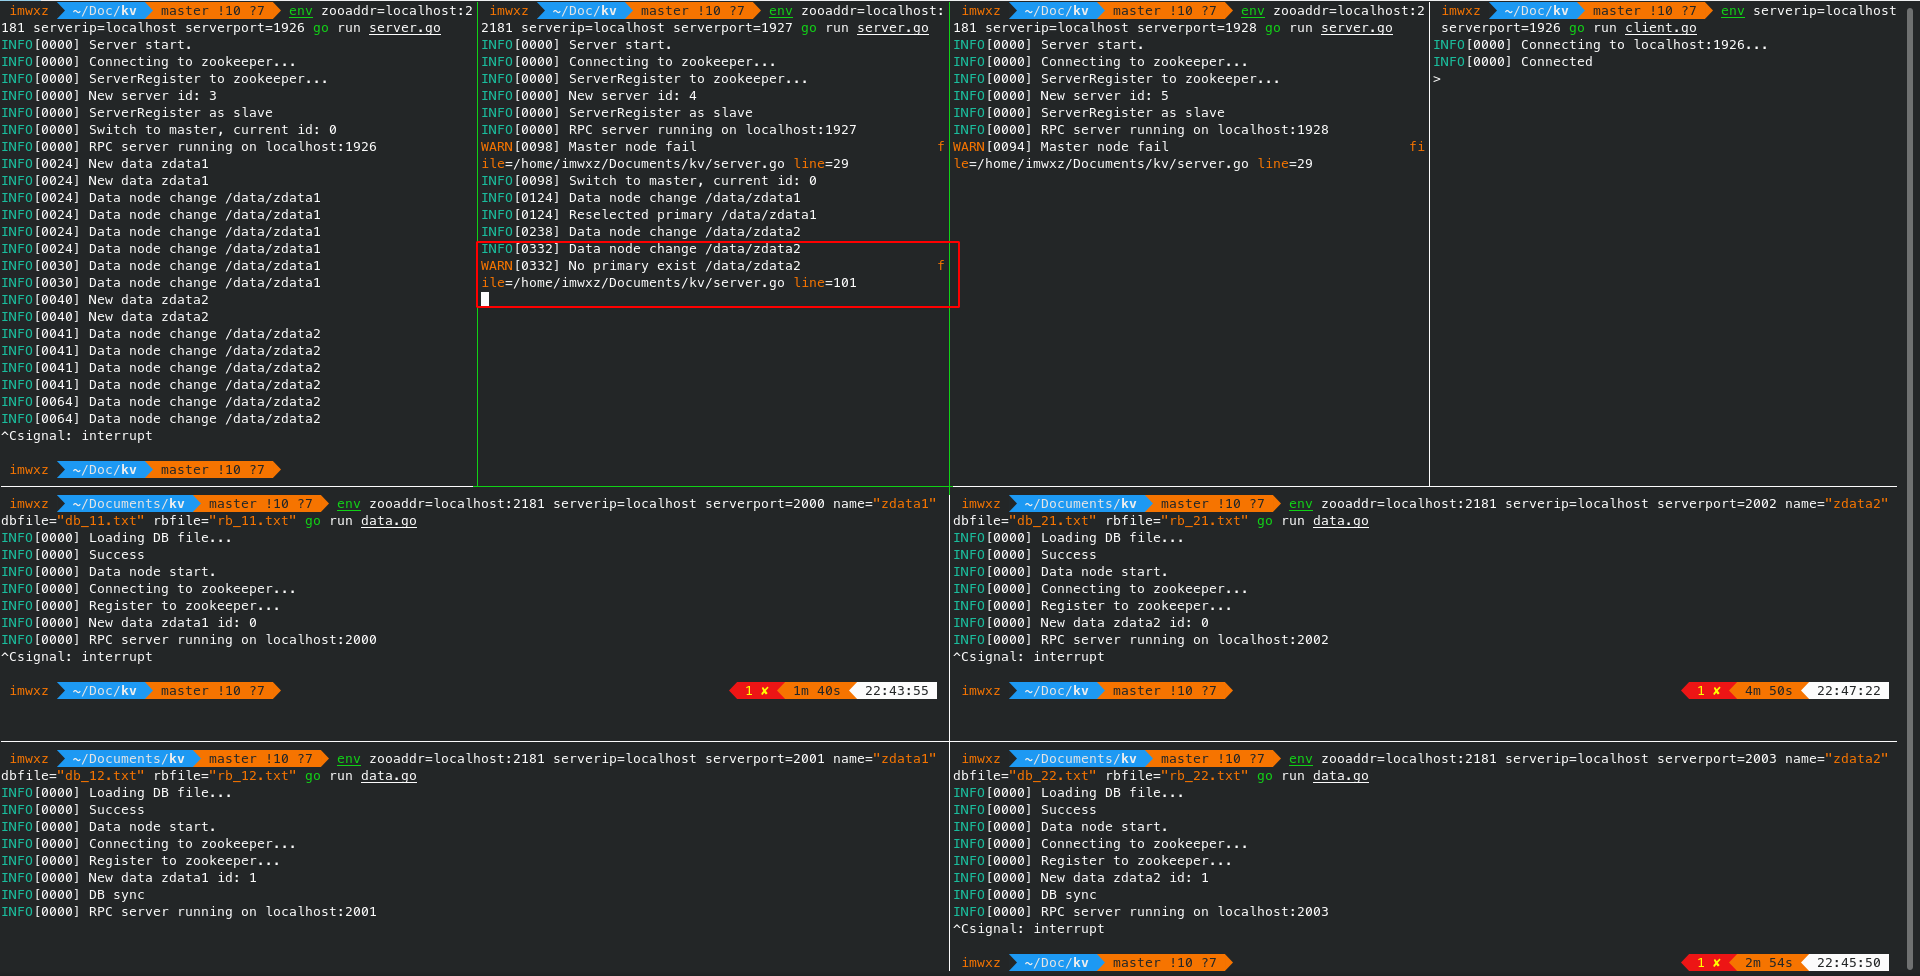 imwxz ~/Doc/kv master !10 ?7 env zooaddr=localhost:2
181 serverip=localhost serverport=1926 go run server.go
INFO[0000] Server start.
INFO[0000] Connecting to zookeeper...
INFO[0000] ServerRegister to zookeeper...
INFO[0000] New server id: 3
INFO[0000] ServerRegister as slave
INFO[0000] Switch to master, current id: 0
INFO[0000] RPC server running on localhost:1926
INFO[0024] New data zdata1
INFO[0024] New data zdata1
INFO[0024] Data node change /data/zdata1
INFO[0024] Data node change /data/zdata1
INFO[0024] Data node change /data/zdata1
INFO[0024] Data node change /data/zdata1
INFO[0030] Data node change /data/zdata1
INFO[0030] Data node change /data/zdata1
INFO[0040] New data zdata2
INFO[0040] New data zdata2
INFO[0041] Data node change /data/zdata2
INFO[0041] Data node change /data/zdata2
INFO[0041] Data node change /data/zdata2
INFO[0041] Data node change /data/zdata2
INFO[0064] Data node change /data/zdata2
INFO[0064] Data node change /data/zdata2
^Csignal: interrupt
imwxz ~/Doc/kv master !10 ?7
imwxz ~/Doc/kv master !10 ?7 env zooaddr=localhost:
2181 serverip=localhost serverport=1927 go run server.go
INFO[0000] Server start.
INFO[0000] Connecting to zookeeper...
INFO[0000] ServerRegister to zookeeper...
INFO[0000] New server id: 4
INFO[0000] ServerRegister as slave
INFO[0000] RPC server running on localhost:1927
WARN[0098] Master node fail f
ile=/home/imwxz/Documents/kv/server.go line=29
INFO[0098] Switch to master, current id: 0
INFO[0124] Data node change /data/zdata1
INFO[0124] Reselected primary /data/zdata1
INFO[0238] Data node change /data/zdata2
INFO[0332] Data node change /data/zdata2
WARN[0332] No primary exist /data/zdata2 f
ile=/home/imwxz/Documents/kv/server.go line=101
imwxz ~/Doc/kv master !10 ?7 env zooaddr=localhost:2
181 serverip=localhost serverport=1928 go run server.go
INFO[0000] Server start.
INFO[0000] Connecting to zookeeper...
INFO[0000] ServerRegister to zookeeper...
INFO[0000] New server id: 5
INFO[0000] ServerRegister as slave
INFO[0000] RPC server running on localhost:1928
WARN[0094] Master node fail fi
le=/home/imwxz/Documents/kv/server.go line=29
imwxz ~/Doc/kv master !10 ?7 env serverip=localhost
serverport=1926 go run client.go
INFO[0000] Connecting to localhost:1926...
INFO[0000] Connected
>
imwxz ~/Documents/kv master !10 ?7 env zooaddr=localhost:2181 serverip=localhost serverport=2000 name="zdata1"
dbfile="db_11.txt" rbfile="rb_11.txt" go run data.go
INFO[0000] Loading DB file...
INFO[0000] Success
INFO[0000] Data node start.
INFO[0000] Connecting to zookeeper...
INFO[0000] Register to zookeeper...
INFO[0000] New data zdata1 id: 0
INFO[0000] RPC server running on localhost:2000
^Csignal: interrupt
imwxz ~/Doc/kv master !10 ?7 1 ✘ 1m 40s 22:43:55
imwxz ~/Documents/kv master !10 ?7 env zooaddr=localhost:2181 serverip=localhost serverport=2002 name="zdata2"
dbfile="db_21.txt" rbfile="rb_21.txt" go run data.go
INFO[0000] Loading DB file...
INFO[0000] Success
INFO[0000] Data node start.
INFO[0000] Connecting to zookeeper...
INFO[0000] Register to zookeeper...
INFO[0000] New data zdata2 id: 0
INFO[0000] RPC server running on localhost:2002
^Csignal: interrupt
imwxz ~/Doc/kv master !10 ?7 1 ✘ 4m 50s 22:47:22
imwxz ~/Documents/kv master !10 ?7 env zooaddr=localhost:2181 serverip=localhost serverport=2001 name="zdata1"
dbfile="db_12.txt" rbfile="rb_12.txt" go run data.go
INFO[0000] Loading DB file...
INFO[0000] Success
INFO[0000] Data node start.
INFO[0000] Connecting to zookeeper...
INFO[0000] Register to zookeeper...
INFO[0000] New data zdata1 id: 1
INFO[0000] DB sync
INFO[0000] RPC server running on localhost:2001
imwxz ~/Documents/kv master !10 ?7 env zooaddr=localhost:2181 serverip=localhost serverport=2003 name="zdata2"
dbfile="db_22.txt" rbfile="rb_22.txt" go run data.go
INFO[0000] Loading DB file...
INFO[0000] Success
INFO[0000] Data node start.
INFO[0000] Connecting to zookeeper...
INFO[0000] Register to zookeeper...
INFO[0000] New data zdata2 id: 1
INFO[0000] DB sync
INFO[0000] RPC server running on localhost:2003
^Csignal: interrupt
imwxz ~/Doc/kv master !10 ?7 1 ✘ 2m 54s 22:45:50